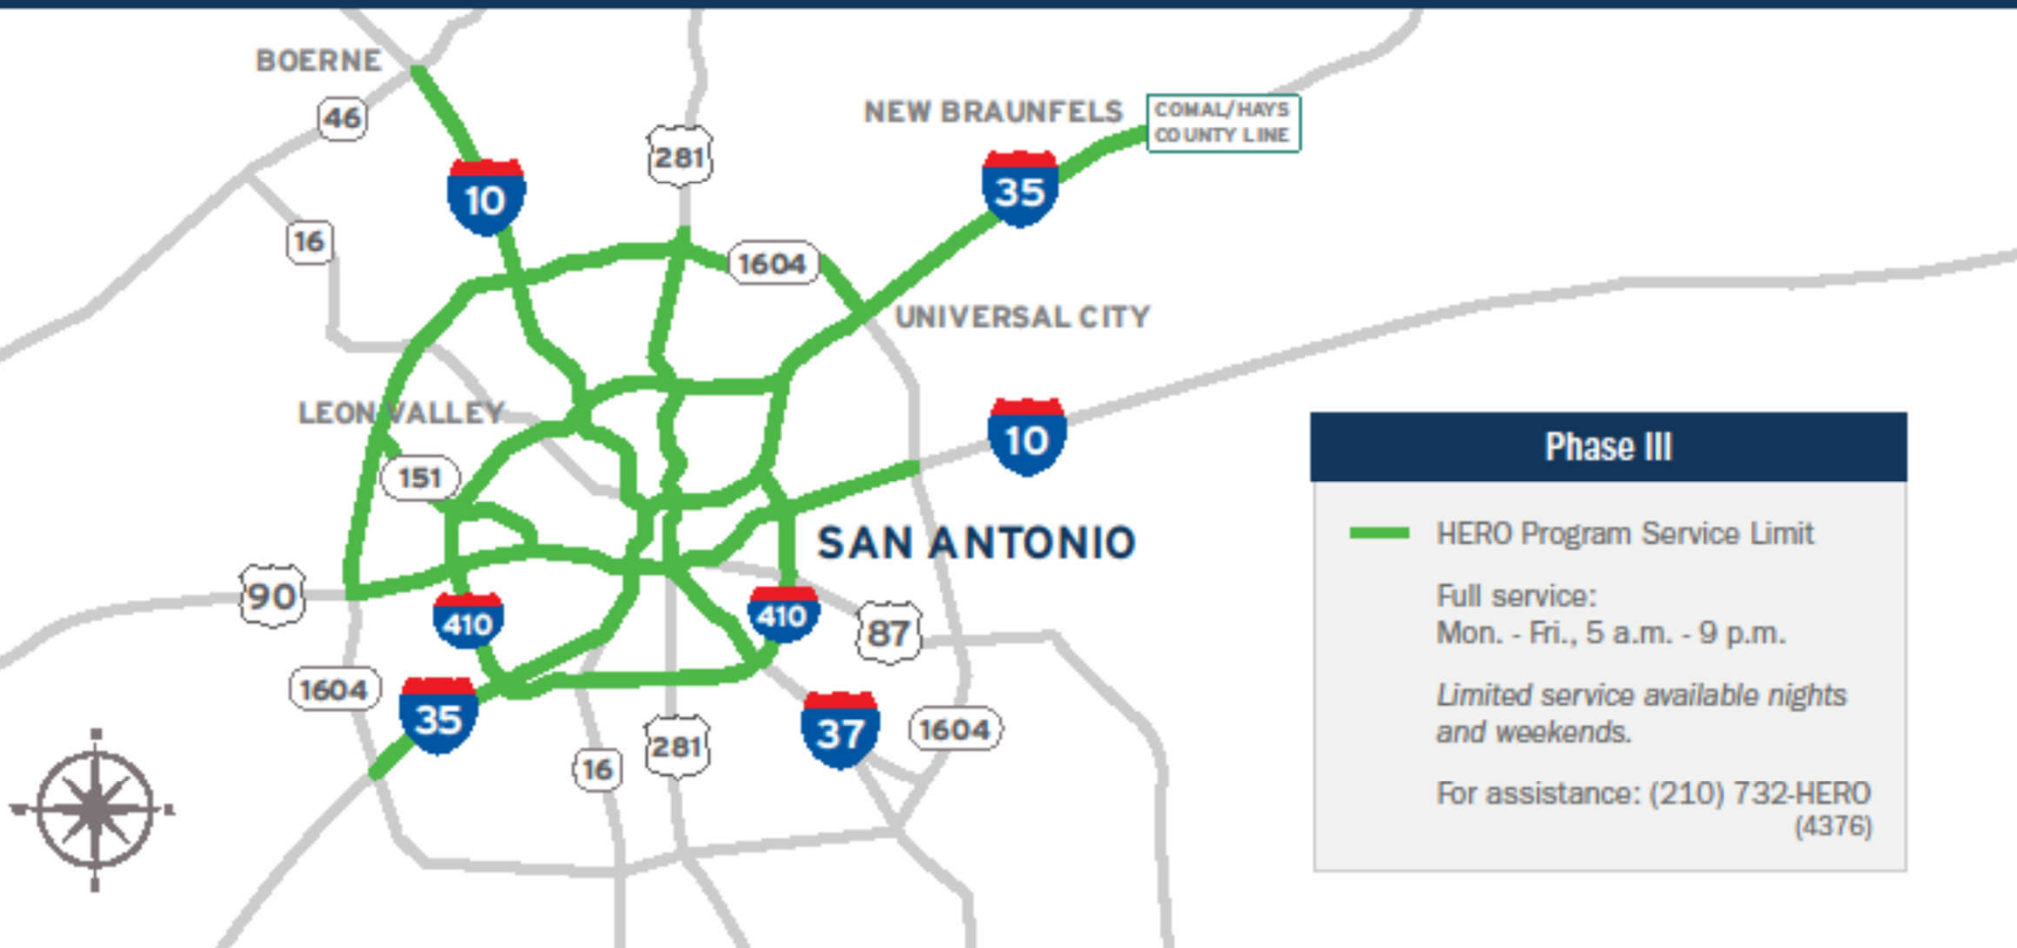 BOERNE
46
10
281
NEW BRAUNFELS
COMAL/HAYS
COUNTY LINE
35
16
1604
UNIVERSAL CITY
LEON VALLEY
10
151
SAN ANTONIO
90
410
410
87
1604
35
37
1604
16
281
Phase III
HERO Program Service Limit
Full service:
Mon. - Fri., 5 a.m. - 9 p.m.
Limited service available nights
and weekends.
For assistance: (210) 732-HERO
(4376)